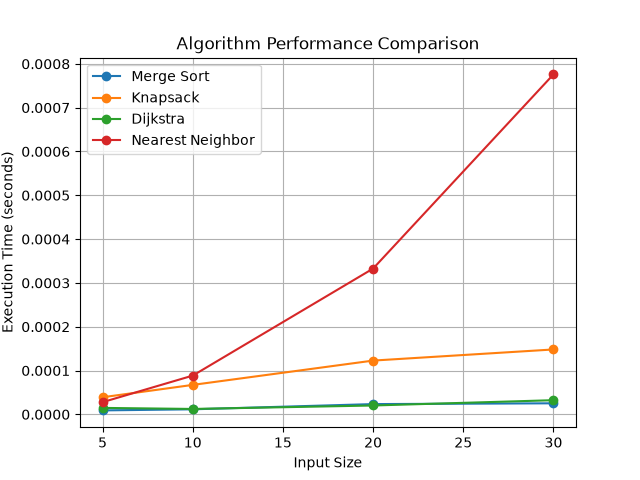 Algorithm Performance Comparison
Merge Sort
Knapsack
Dijkstra
Nearest Neighbor
Execution Time (seconds)
0.0008
0.0007
0.0006
0.0005
0.0004
0.0003
0.0002
0.0001
0.0000
5 10 15 20 25 30
Input Size